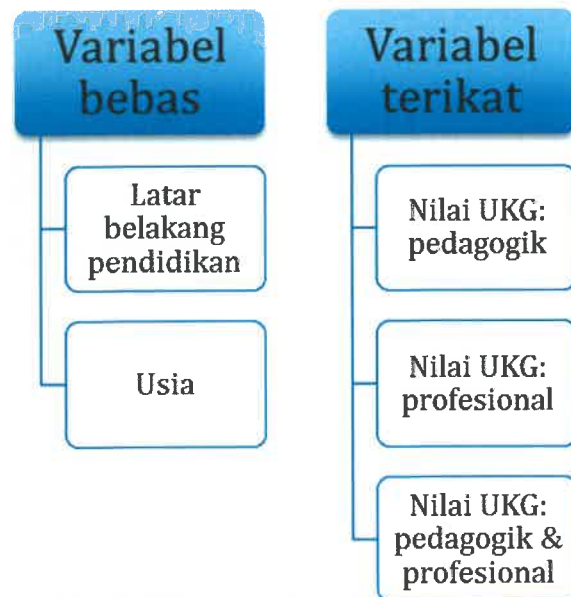 Variabel
bebas
Latar
belakang
pendidikan
Usia
Variabel
terikat
Nilai UKG:
pedagogik
Nilai UKG:
profesional
Nilai UKG:
pedagogik &
profesional